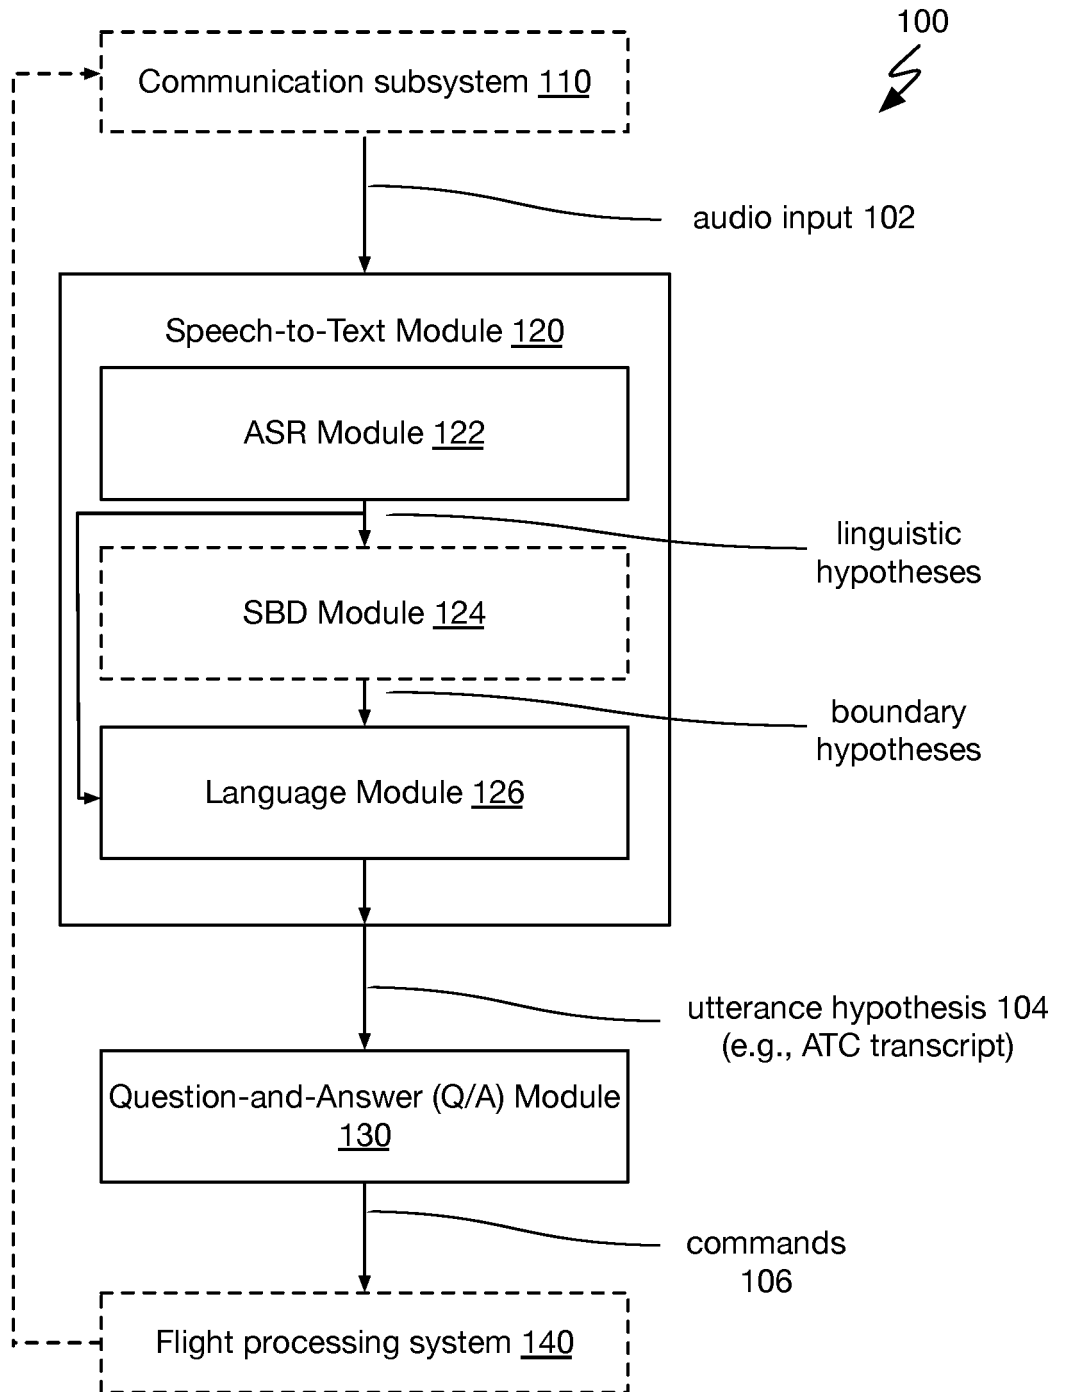 100
Communication subsystem 110
audio input 102
Speech-to-Text Module 120
ASR Module 122
linguistic
hypotheses
SBD Module 124
boundary
hypotheses
Language Module 126
utterance hypothesis 104
(e.g., ATC transcript)
Question-and-Answer (Q/A) Module
130
commands
106
Flight processing system 140